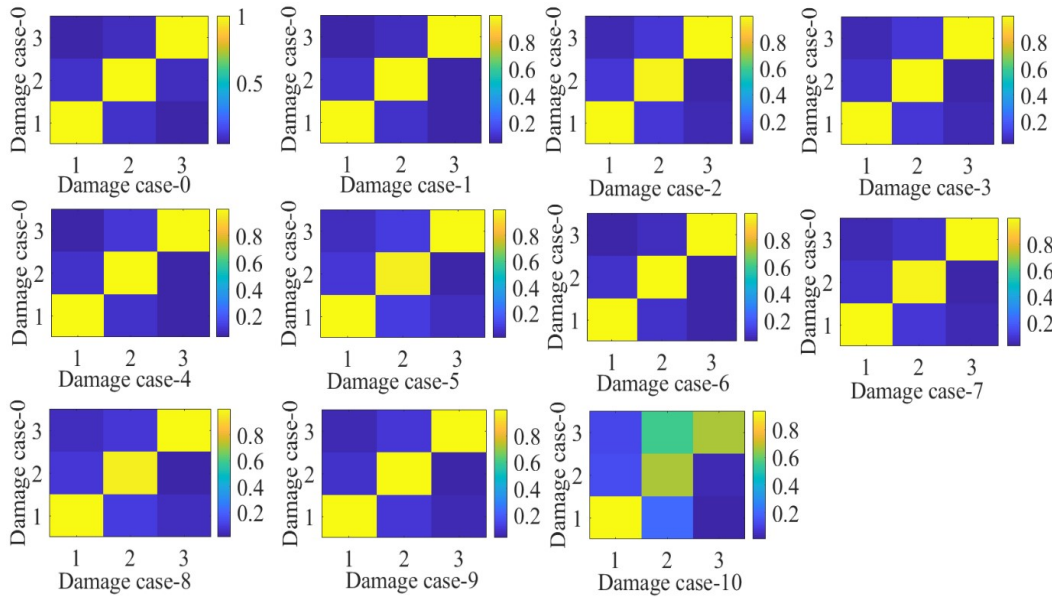 Damage case-0
3
2
1
1
0.5
1 2 3
Damage case-1
0.8
0.6
0.4
0.2
3
2
1
1 2 3
Damage case-0
Damage case-0
3
2
1
0.8
0.6
0.4
0.2
1 2 3
Damage case-2
Damage case-0
3
2
1
0.8
0.6
0.4
0.2
1 2 3
Damage case-3
Damage case-0
3
2
1
0.8
0.6
0.4
0.2
1 2 3
Damage case-4
Damage case-0
3
2
1
0.8
0.6
0.4
0.2
1 2 3
Damage case-5
Damage case-0
3
2
1
0.8
0.6
0.4
0.2
1 2 3
Damage case-6
Damage case-0
3
2
1
0.8
0.6
0.4
0.2
1 2 3
Damage case-7
Damage case-0
3
2
1
0.8
0.6
0.4
0.2
1 2 3
Damage case-8
Damage case-0
3
2
1
0.8
0.6
0.4
0.2
1 2 3
Damage case-9
Damage case-0
3
2
1
0.8
0.6
0.4
0.2
1 2 3
Damage case-10
Damage case-0